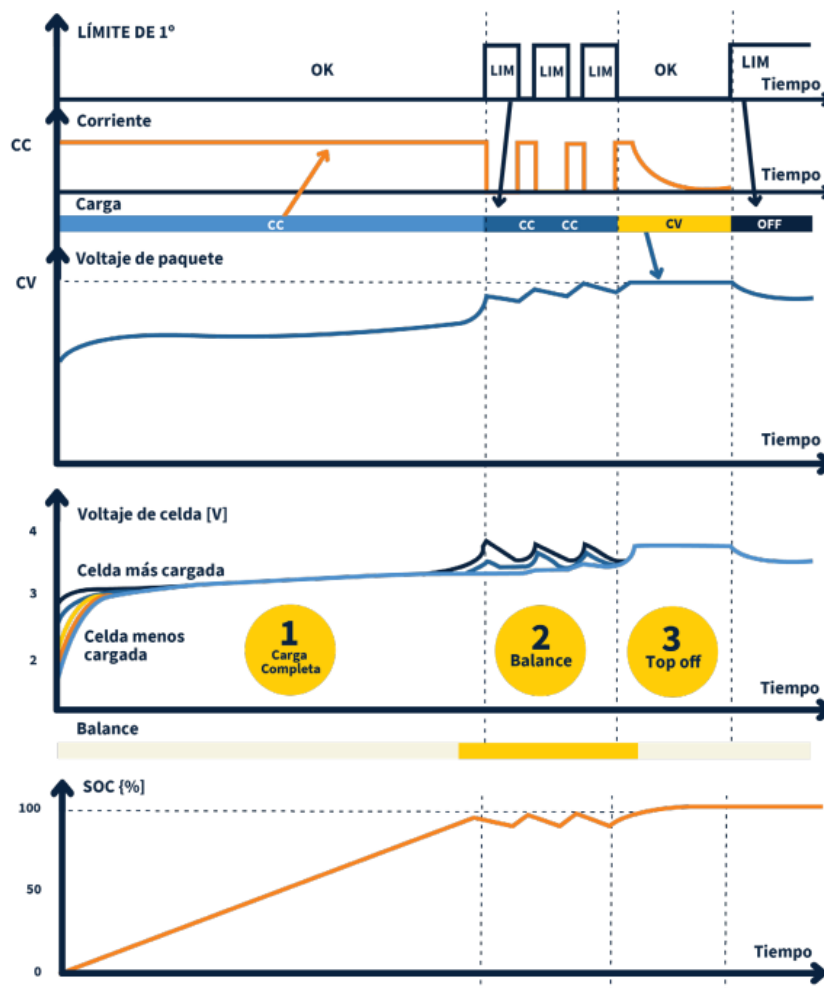 LÍMITE DE 1º
OK
LIM
LIM
LIM
OK
LIM
Tiempo
Corriente
CC
Tiempo
Carga
CC
CC
CC
CV
OFF
Voltaje de paquete
CV
Tiempo
Voltaje de celda [V]
4
Celda más cargada
3
Celda menos
cargada
2
1
Carga
Completa
2
Balance
3
Top off
Tiempo
Balance
SOC {%]
100
50
Tiempo
0